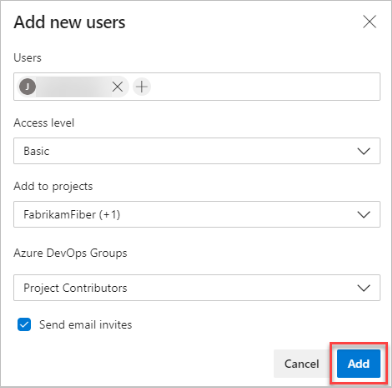 Add new users
Users
J
Access level
Basic
Add to projects
FabrikamFiber (+1)
Azure DevOps Groups
Project Contributors
Send email invites
Cancel Add